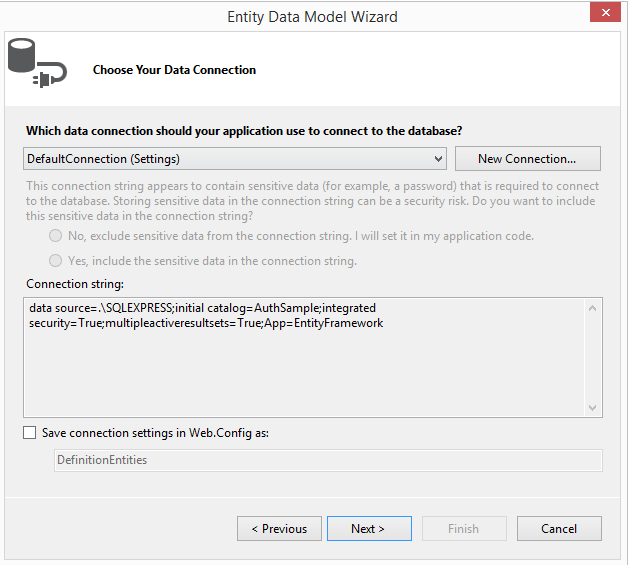 Entity Data Model Wizard
Choose Your Data Connection
Which data connection should your application use to connect to the database?
DefaultConnection (Settings)
New Connection...
This connection string appears to contain sensitive data (for example, a password) that is required to connect
to the database. Storing sensitive data in the connection string can be a security risk. Do you want to include
this sensitive data in the connection string?
No, exclude sensitive data from the connection string. I will set it in my application code.
Yes, include the sensitive data in the connection string.
Connection string:
data source=.\SQLEXPRESS;initial catalog=AuthSample;integrated
security=True;multipleactiveresultsets=True;App=EntityFramework
Save connection settings in Web.Config as:
DefinitionEntities
< Previous
Next >
Finish
Cancel